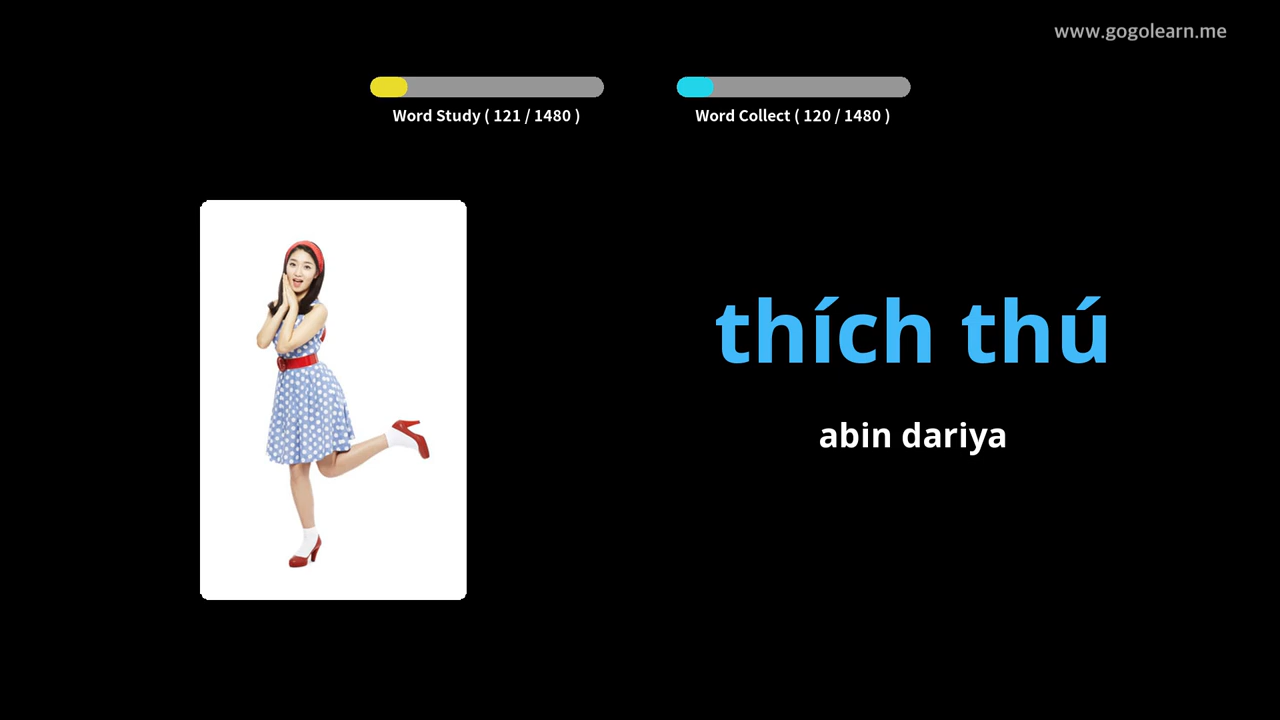 www.gogolearn.me
Word Study ( 121 / 1480 )
Word Collect ( 120 / 1480 )
thích thú
abin dariya